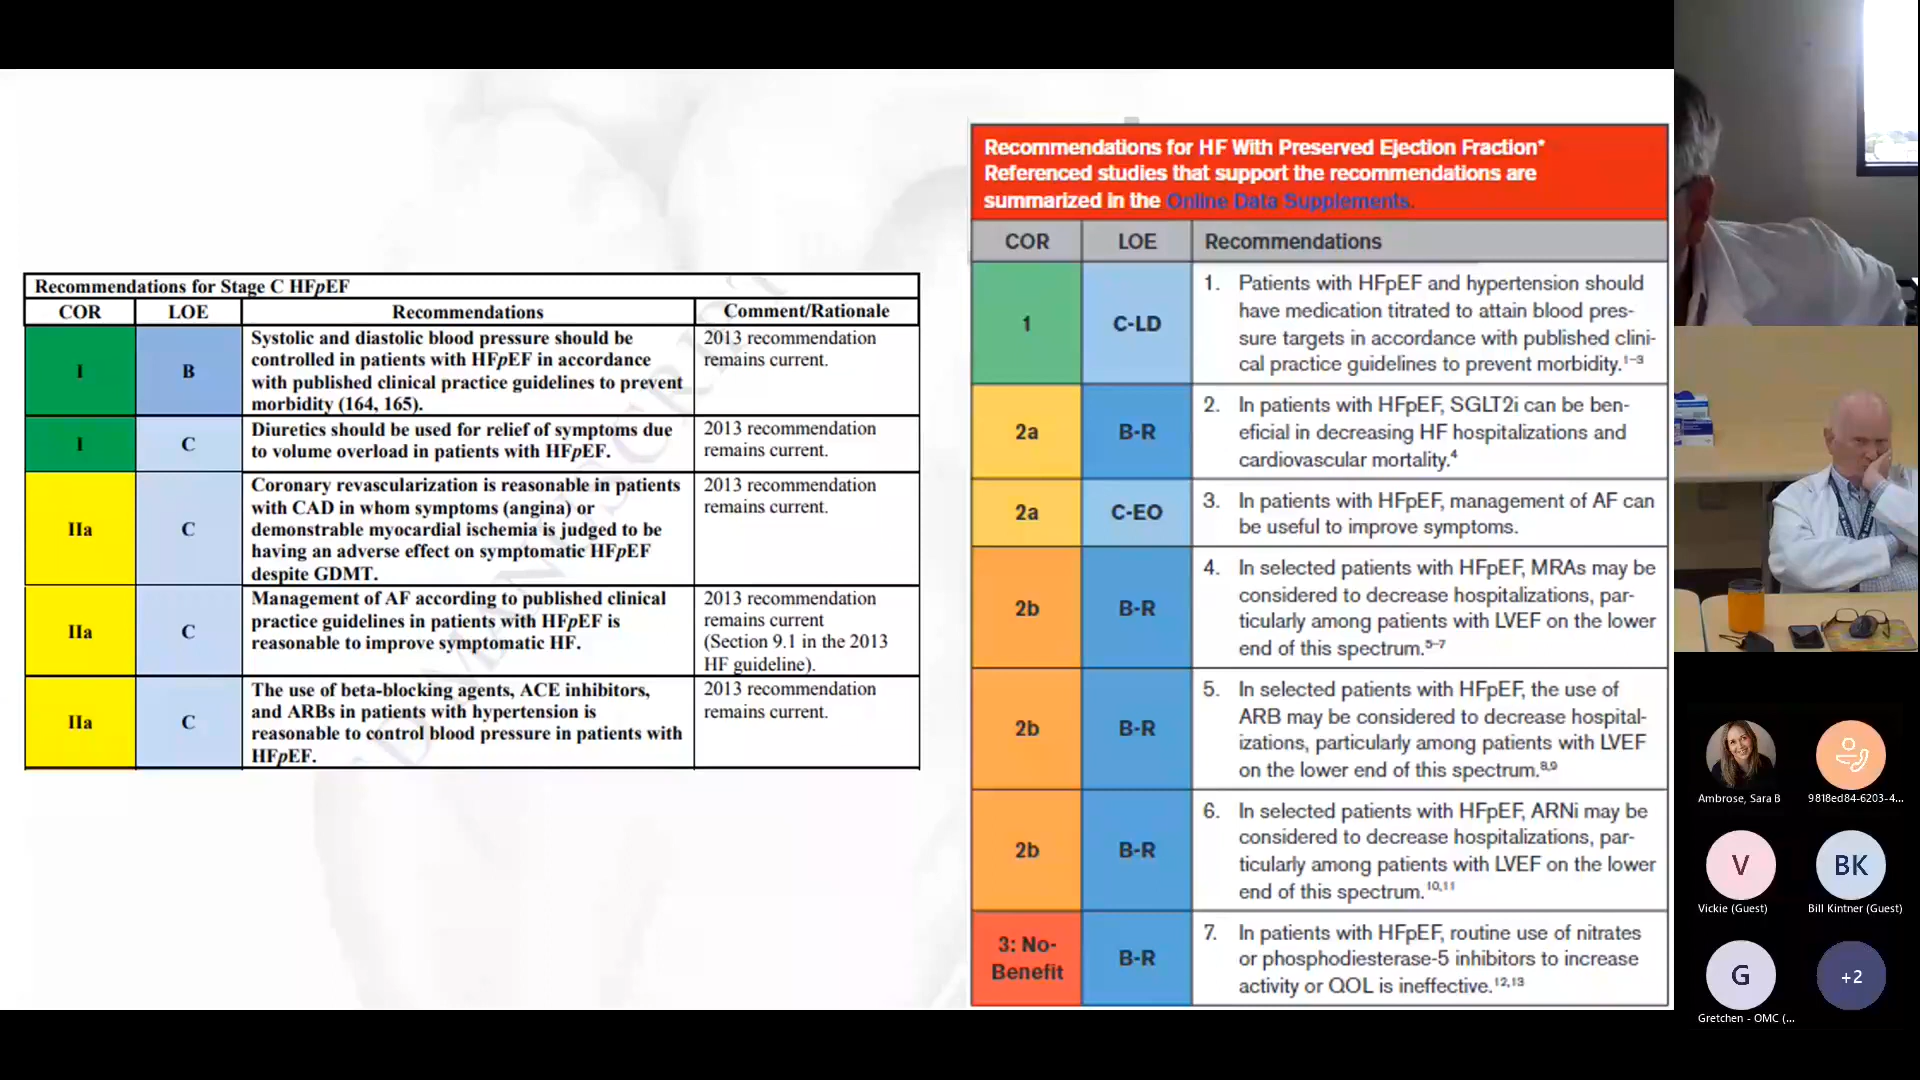 Recommendations for Stage C HFpEF
COR LOE Recommendations Comment/Rationale
I B Systolic and diastolic blood pressure should be
controlled in patients with HFpEF in accordance
with published clinical practice guidelines to prevent
morbidity (164, 165).
2013 recommendation
remains current.
I C Diuretics should be used for relief of symptoms due
to volume overload in patients with HFpEF.
2013 recommendation
remains current.
IIa C Coronary revascularization is reasonable in patients
with CAD in whom symptoms (angina) or
demonstrable myocardial ischemia is judged to be
having an adverse effect on symptomatic HFpEF
despite GDMT.
2013 recommendation
remains current.
IIa C Management of AF according to published clinical
practice guidelines in patients with HFpEF is
reasonable to improve symptomatic HF.
2013 recommendation
remains current
(Section 9.1 in the 2013
HF guideline).
IIa C The use of beta-blocking agents, ACE inhibitors,
and ARBs in patients with hypertension is
reasonable to control blood pressure in patients with
HFpEF.
2013 recommendation
remains current.
Recommendations for HF With Preserved Ejection Fraction*
Referenced studies that support the recommendations are
summarized in the Online Data Supplements.
COR LOE Recommendations
1 C-LD 1. Patients with HFpEF and hypertension should
have medication titrated to attain blood pres-
sure targets in accordance with published clini-
cal practice guidelines to prevent morbidity.1–3
2a B-R 2. In patients with HFpEF, SGLT2i can be ben-
eficial in decreasing HF hospitalizations and
cardiovascular mortality.4
2a C-EO 3. In patients with HFpEF, management of AF can
be useful to improve symptoms.
2b B-R 4. In selected patients with HFpEF, MRAs may be
considered to decrease hospitalizations, par-
ticularly among patients with LVEF on the lower
end of this spectrum.5–7
2b B-R 5. In selected patients with HFpEF, the use of
ARB may be considered to decrease hospital-
izations, particularly among patients with LVEF
on the lower end of this spectrum.8,9
2b B-R 6. In selected patients with HFpEF, ARNi may be
considered to decrease hospitalizations, par-
ticularly among patients with LVEF on the lower
end of this spectrum.10,11
3: No-
Benefit B-R 7. In patients with HFpEF, routine use of nitrates
or phosphodiesterase-5 inhibitors to increase
activity or QOL is ineffective.12,13
Ambrose, Sara B
9818ed84-6203-4...
V
BK
Vickie (Guest)
Bill Kintner (Guest)
G
+2
Gretchen - OMC (...